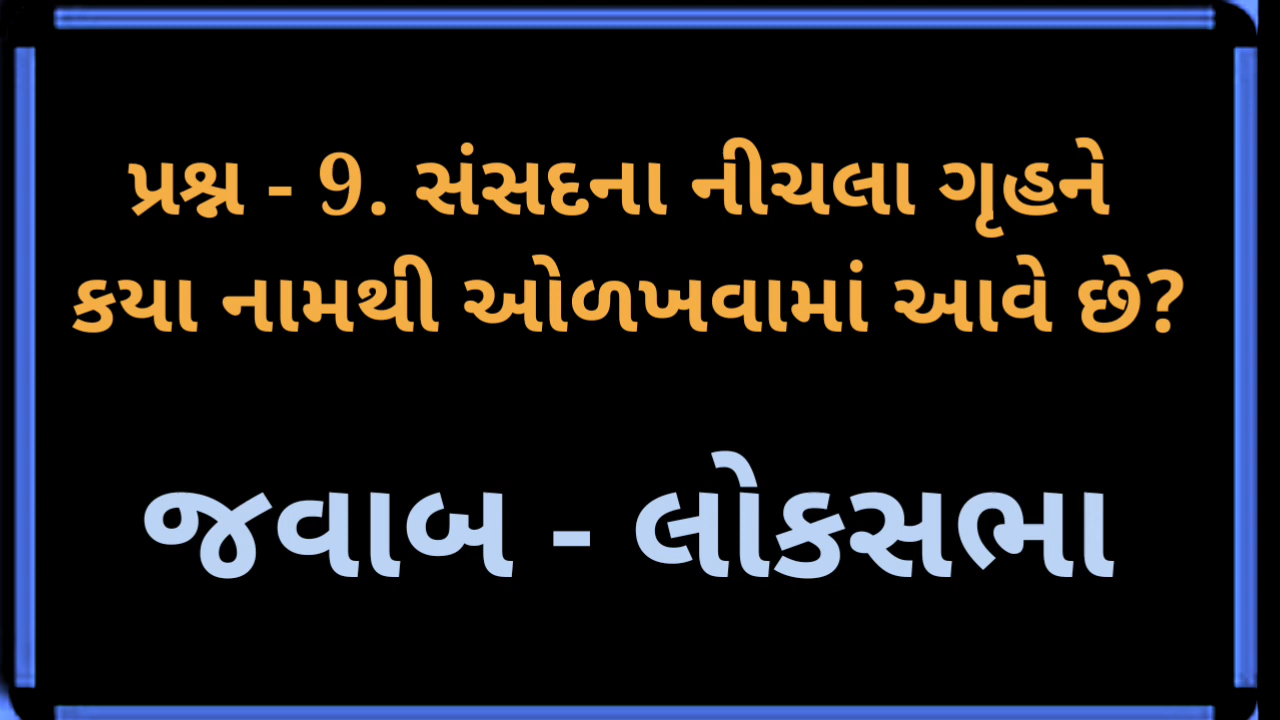 પ્રશ્ન - 9. સંસદના નીચલા ગૃહને
કયા નામથી ઓળખવામાં આવે છે?
જવાબ - લોકસભા